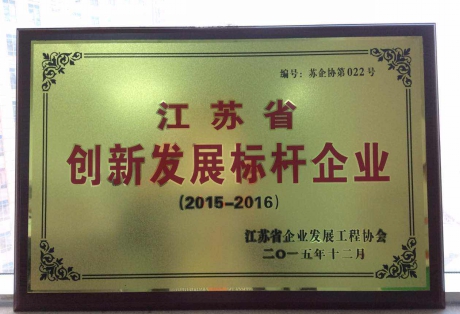 编号：苏企协第022号
江苏省
创新发展标杆企业
(2015-2016)
江苏省企业发展工程协会
二〇一五年十二月